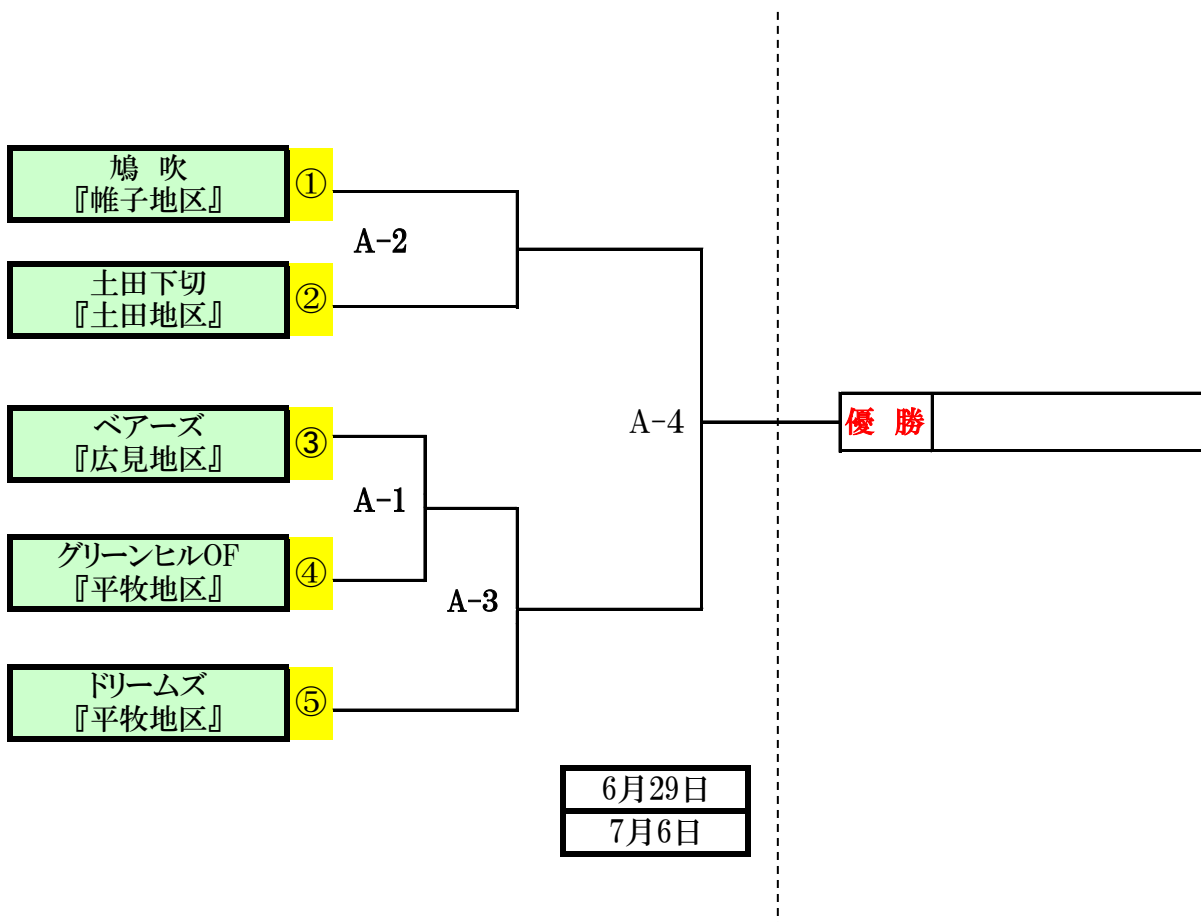 鳩 吹
『帷子地区』
①
A-2
土田下切
『土田地区』
②
ベアーズ
『広見地区』
③
A-1
グリーンヒルOF
『平牧地区』
④
A-3
ドリームズ
『平牧地区』
⑤
A-4
優 勝
6月29日
7月6日